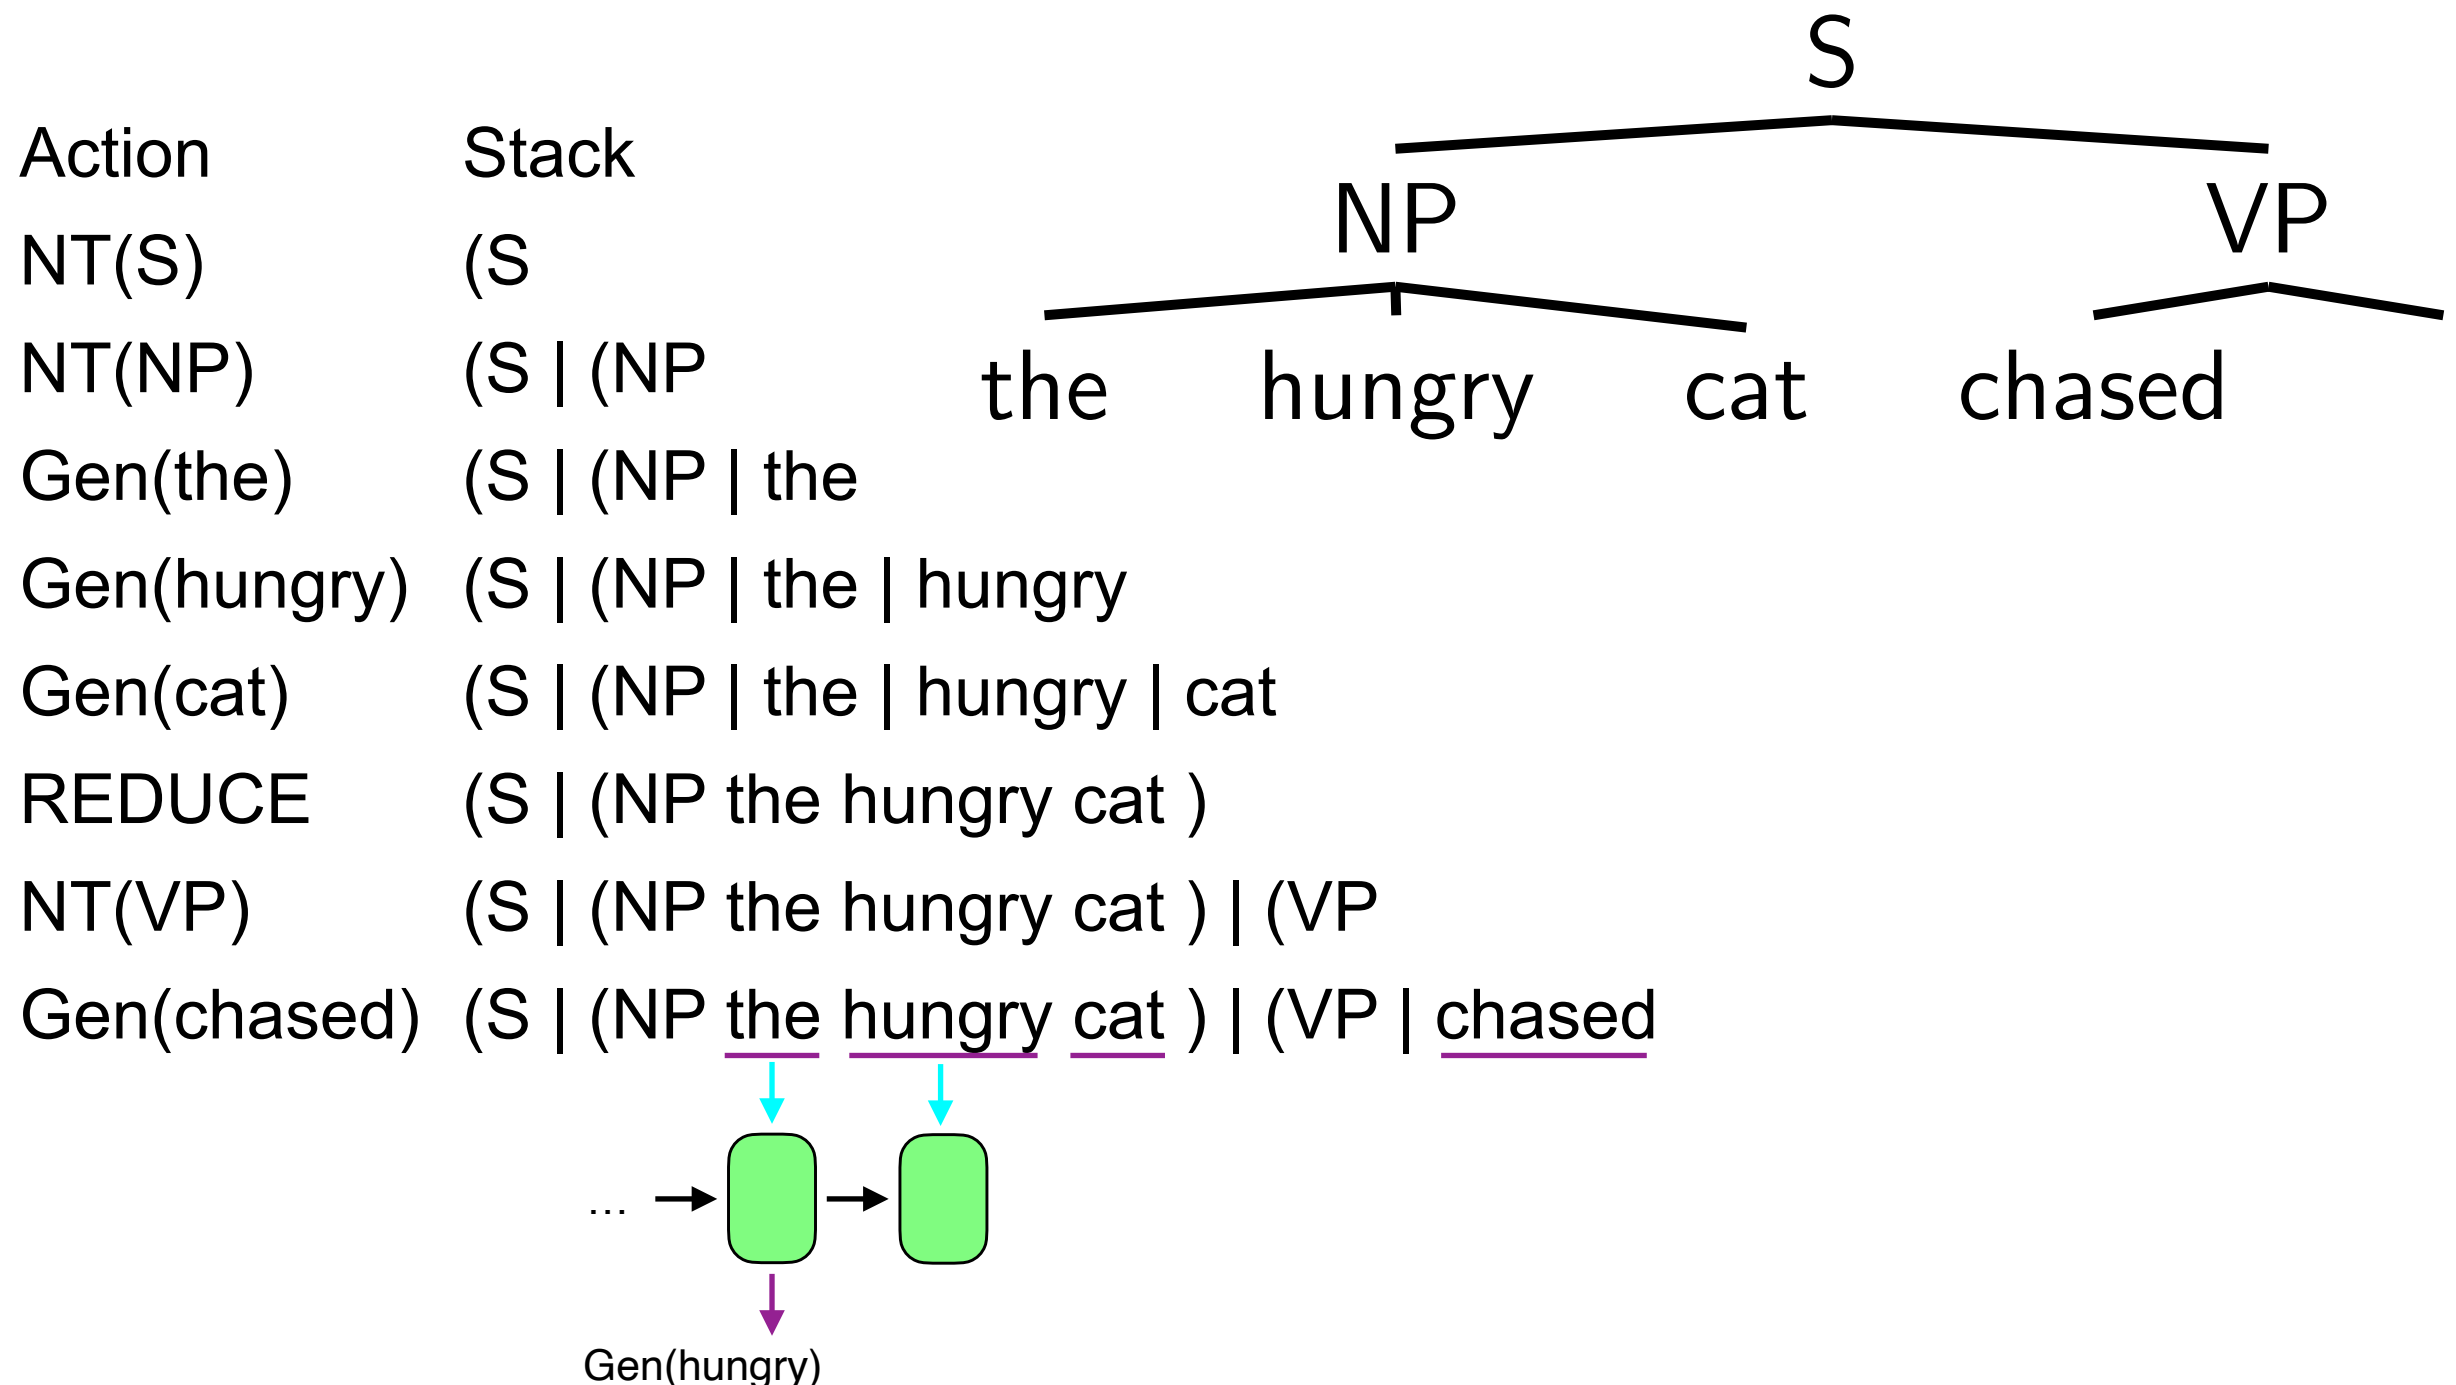 S
Action Stack
NP VP
NT(S) (S
NT(NP) (S | (NP
the hungry cat chased
Gen(the) (S | (NP | the
Gen(hungry) (S | (NP | the | hungry
Gen(cat) (S | (NP | the | hungry | cat
REDUCE (S | (NP the hungry cat )
NT(VP) (S | (NP the hungry cat ) | (VP
Gen(chased) (S | (NP the hungry cat ) | (VP | chased
...
Gen(hungry)